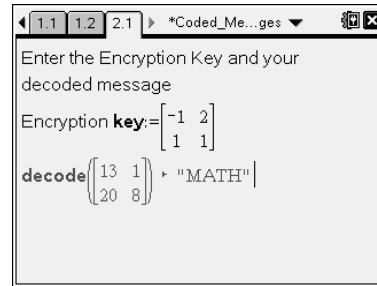 1.1 1.2 2.1 *Coded_Me...ges
Enter the Encryption Key and your
decoded message
Encryption key:=[-1 2
1 1]
decode([13 1
20 8]) ▸ "MATH"